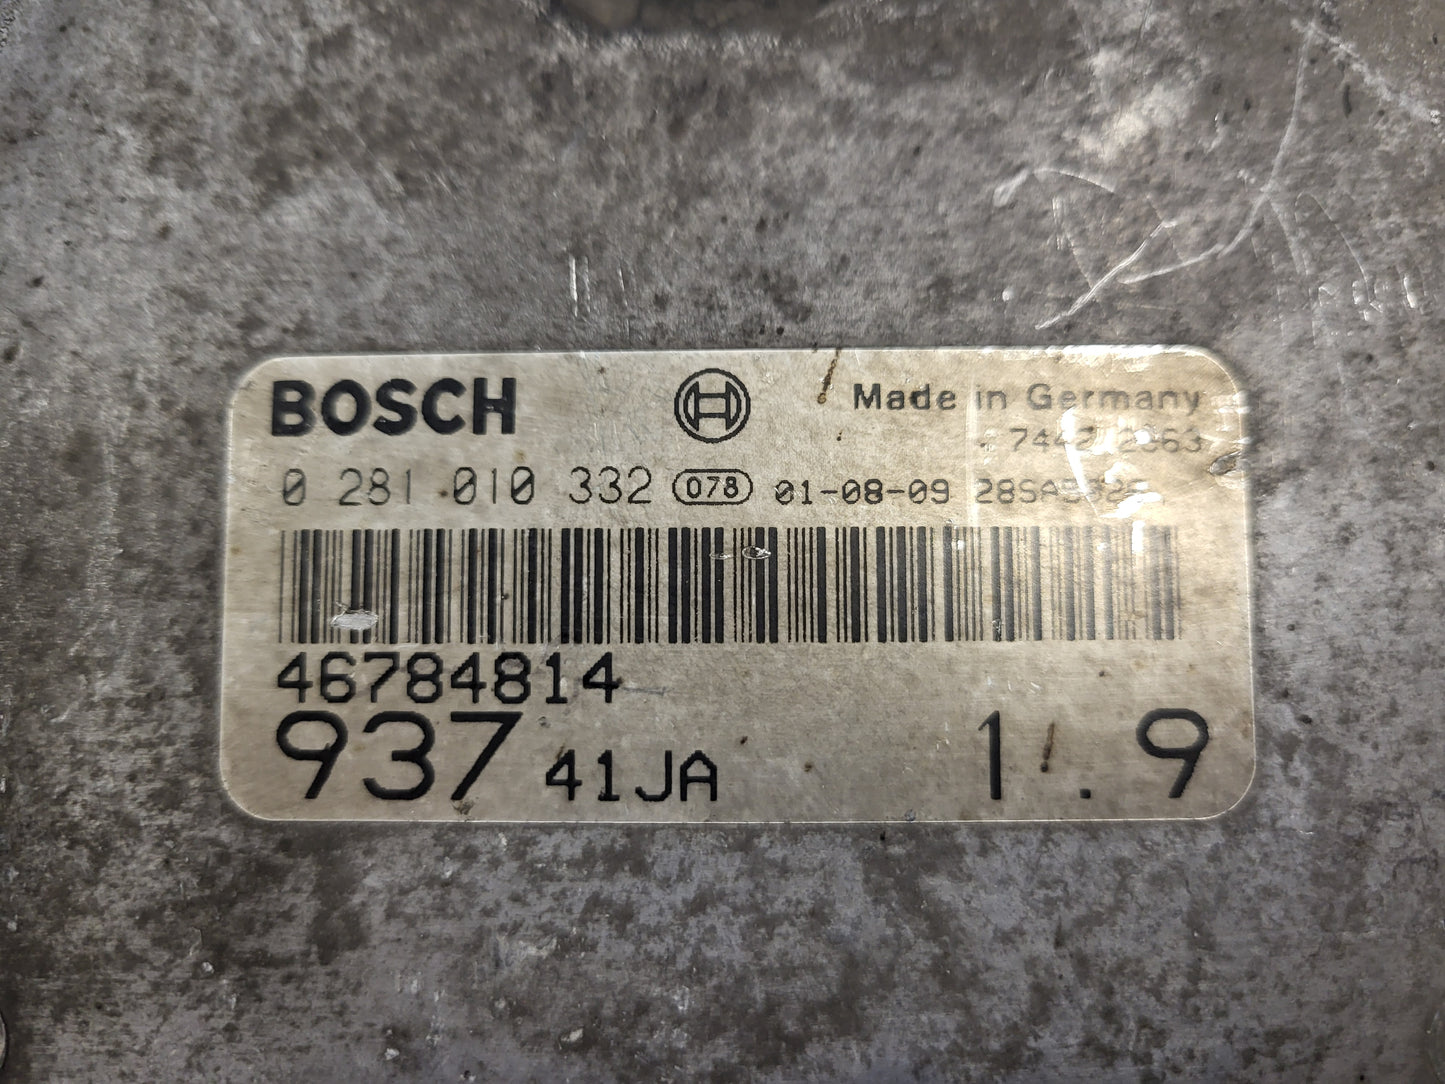 BOSCH
Made in Germany
0 281 010 332 078 01-08-09
46784814
937 41JA 1.9